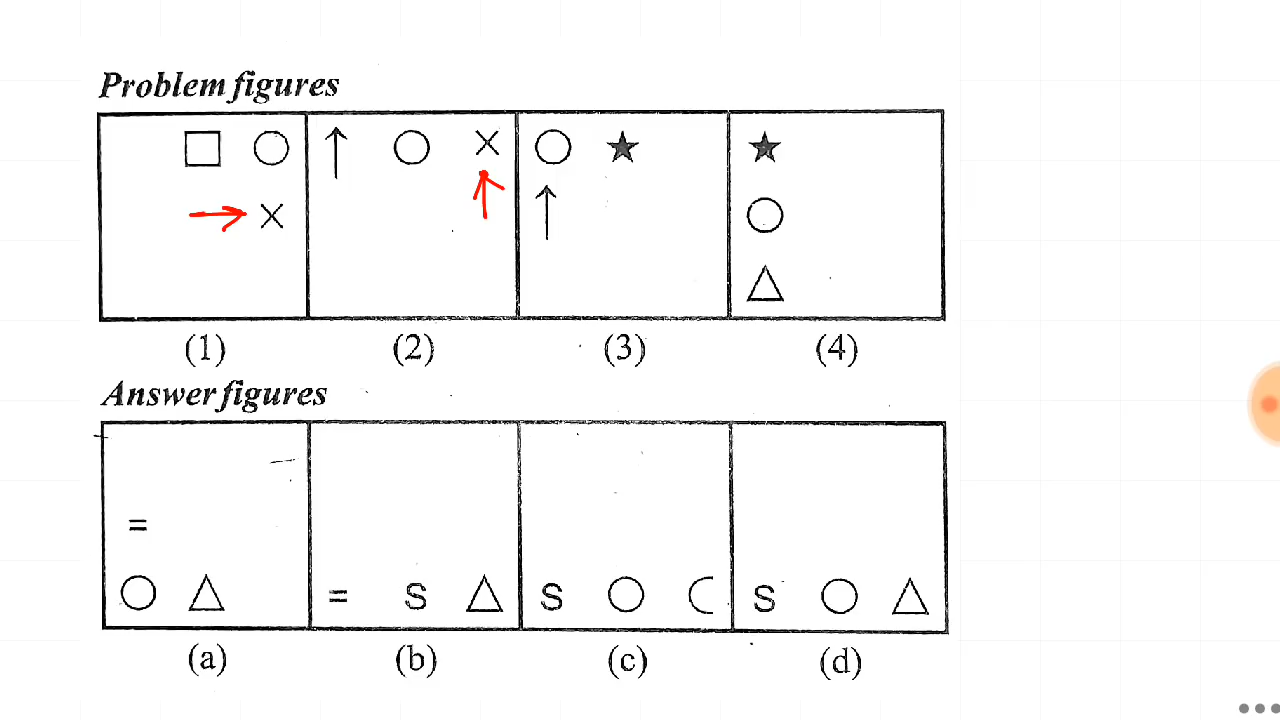 Problem figures
(1) (2) (3) (4)
Answer figures
=
= S S S
(a) (b) (c) (d)